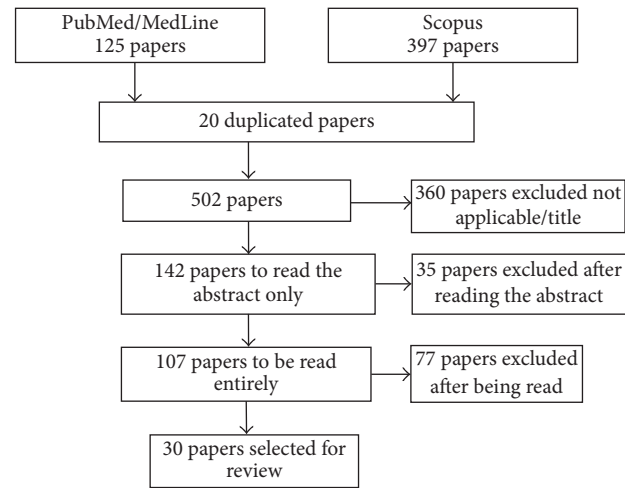 PubMed/MedLine
125 papers
Scopus
397 papers
20 duplicated papers
502 papers
360 papers excluded not
applicable/title
142 papers to read the
abstract only
35 papers excluded after
reading the abstract
107 papers to be read
entirely
77 papers excluded
after being read
30 papers selected for
review